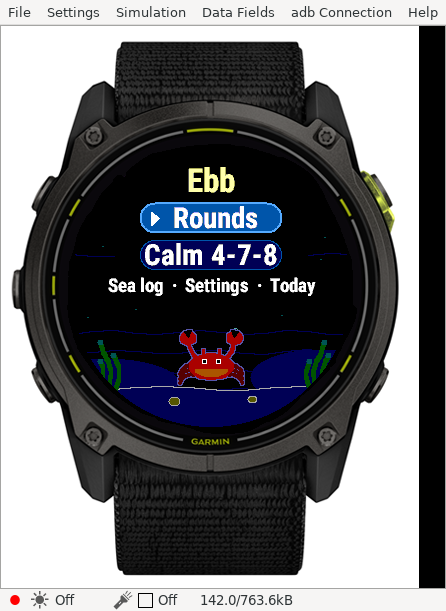 File Settings Simulation Data Fields adb Connection Help
Ebb
Rounds
Calm 4-7-8
Sea log · Settings · Today
GARMIN
Off Off 142.0/763.6kB